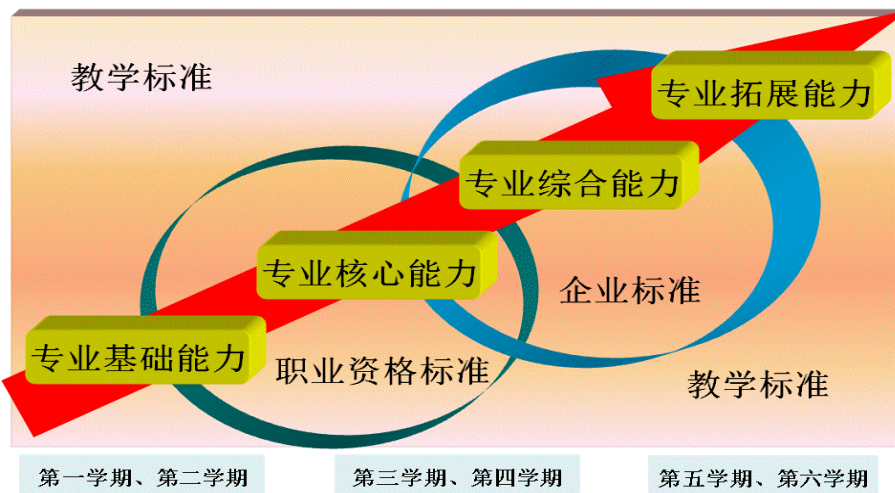 教学标准
专业拓展能力
专业综合能力
专业核心能力
企业标准
专业基础能力
职业资格标准
教学标准
第一学期、第二学期
第三学期、第四学期
第五学期、第六学期